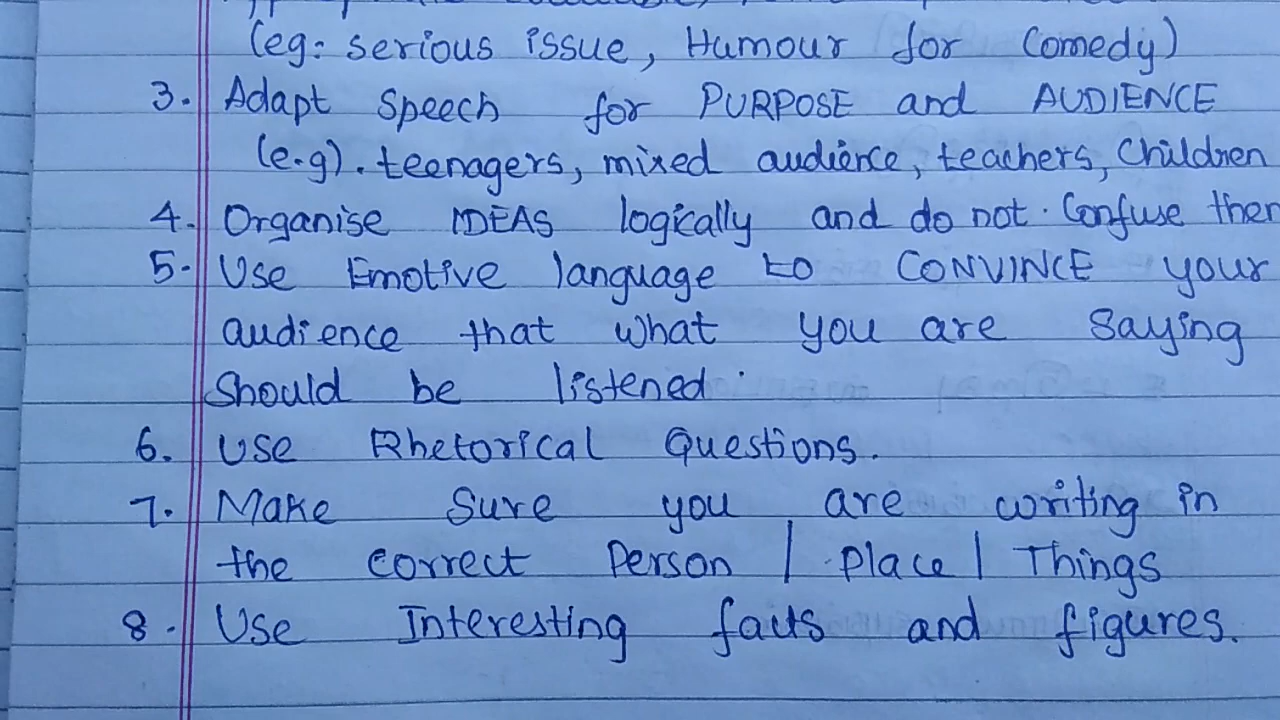 (eg: serious issue, Humour for Comedy)
3. Adapt speech for PURPOSE and AUDIENCE
(e.g). teenagers, mixed audience, teachers, Children
4. Organise IDEAS logically and do not. Confuse them
5. Use Emotive language to CONVINCE your
audience that what you are saying
should be listened.
6. Use Rhetorical Questions.
7. Make sure you are writing in
the correct Person | Place | Things
8. Use Interesting facts and figures.